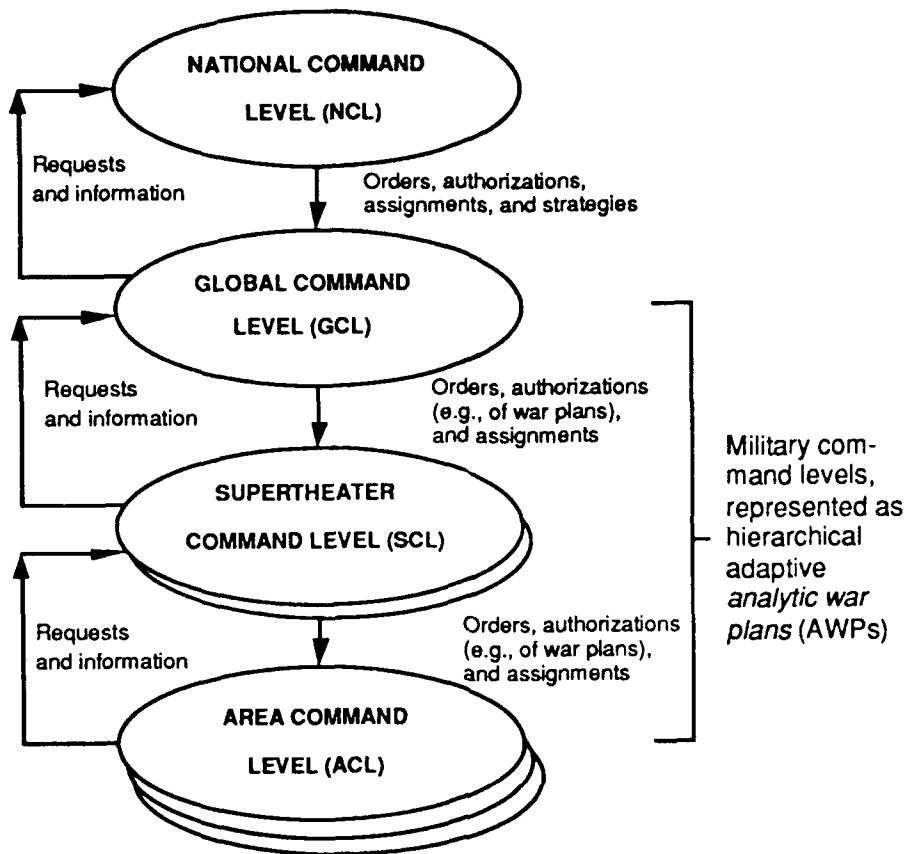 NATIONAL COMMAND
LEVEL (NCL)
Requests
and information
Orders, authorizations,
assignments, and strategies
GLOBAL COMMAND
LEVEL (GCL)
Requests
and information
Orders, authorizations
(e.g., of war plans),
and assignments
SUPERTHEATER
COMMAND LEVEL (SCL)
Requests
and information
Orders, authorizations
(e.g., of war plans),
and assignments
AREA COMMAND
LEVEL (ACL)
Military com-
mand levels,
represented as
hierarchical
adaptive
analytic war
plans (AWPs)